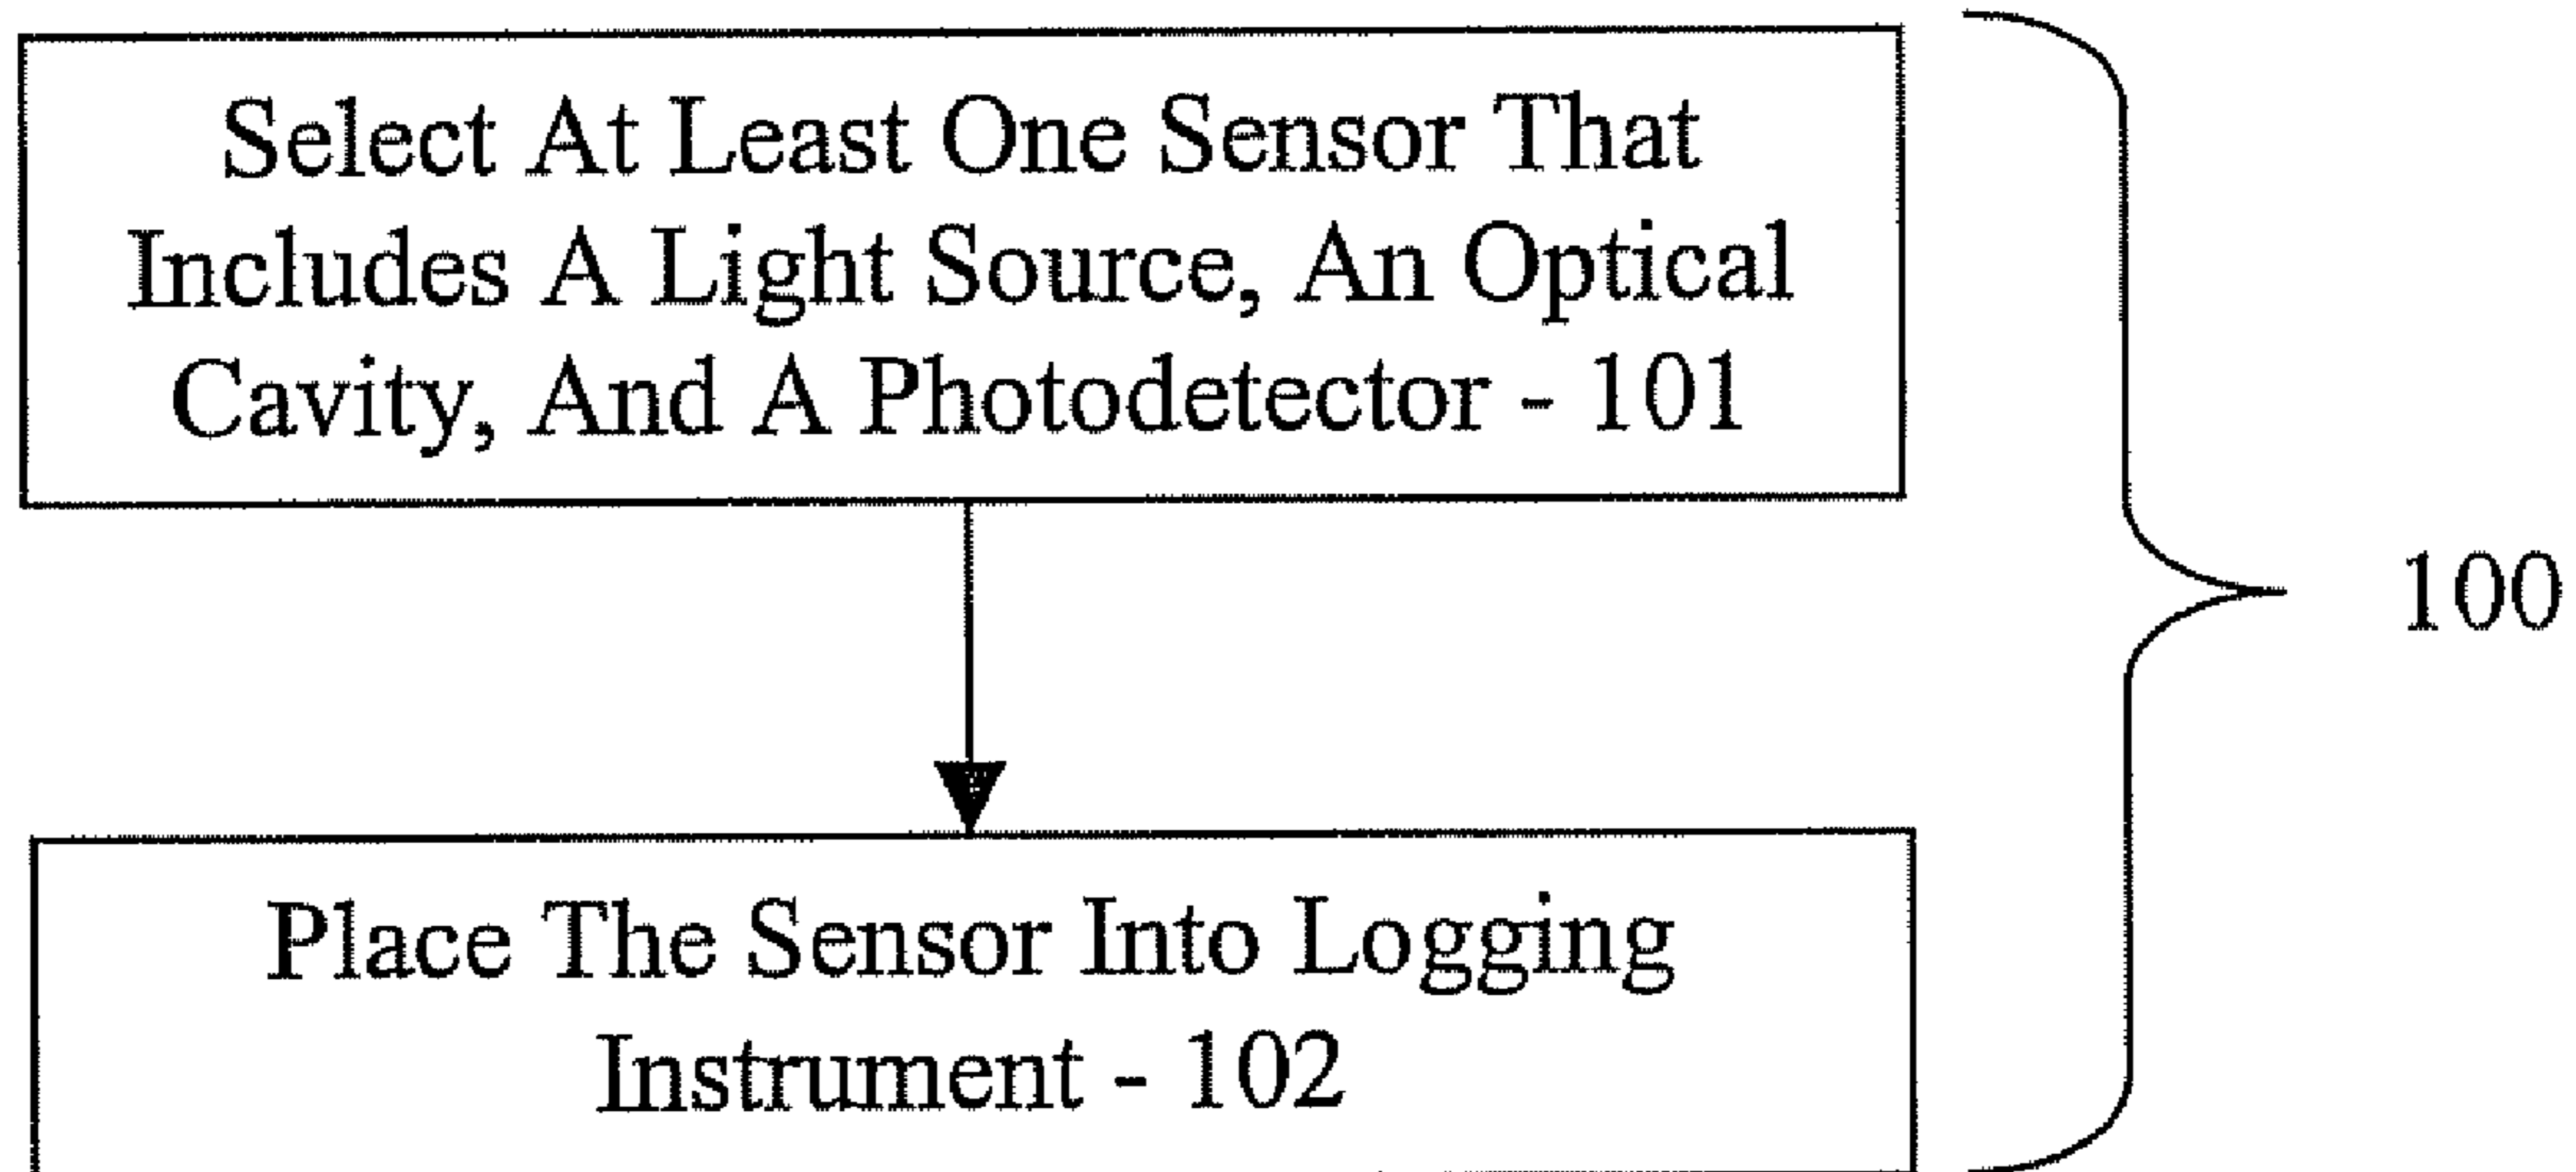 Select At Least One Sensor That
Includes A Light Source, An Optical
Cavity, And A Photodetector - 101
100
Place The Sensor Into Logging
Instrument - 102